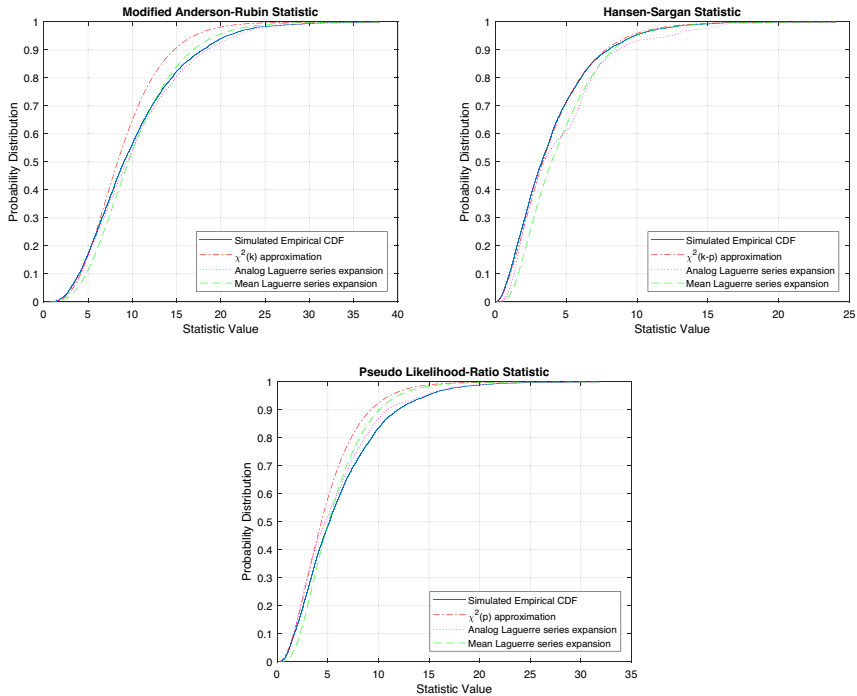 Modified Anderson-Rubin Statistic
1
0.9
0.8
0.7
0.6
0.5
0.4
0.3
0.2
0.1
0
Probability Distribution
Simulated Empirical CDF
χ²(k) approximation
Analog Laguerre series expansion
Mean Laguerre series expansion
0 5 10 15 20 25 30 35 40
Statistic Value
Hansen-Sargan Statistic
1
0.9
0.8
0.7
0.6
0.5
0.4
0.3
0.2
0.1
0
Probability Distribution
Simulated Empirical CDF
χ²(k-p) approximation
Analog Laguerre series expansion
Mean Laguerre series expansion
0 5 10 15 20 25
Statistic Value
Pseudo Likelihood-Ratio Statistic
1
0.9
0.8
0.7
0.6
0.5
0.4
0.3
0.2
0.1
0
Probability Distribution
Simulated Empirical CDF
χ²(p) approximation
Analog Laguerre series expansion
Mean Laguerre series expansion
0 5 10 15 20 25 30 35
Statistic Value